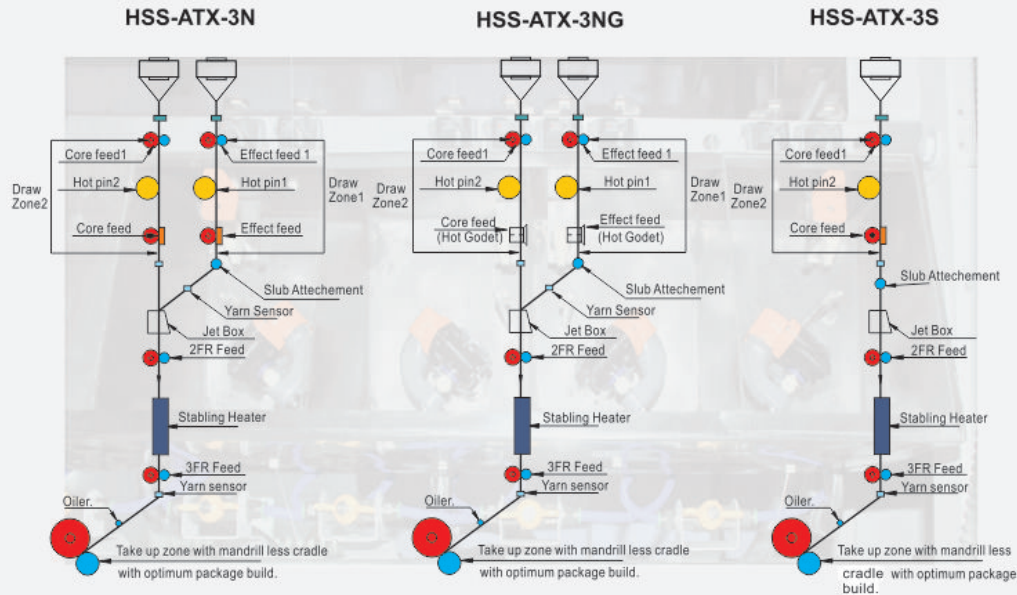 HSS-ATX-3N
Core feed1
Effect feed 1
Draw
Zone2
Hot pin2
Hot pin1
Draw
Zone1
Core feed
Effect feed
Slub Attechement
Yarn Sensor
Jet Box
2FR Feed
Stabling Heater
3FR Feed
Yarn sensor
Oiler.
Take up zone with mandrill less cradle
with optimum package build.
HSS-ATX-3NG
Core feed1
Effect feed 1
Draw
Zone2
Hot pin2
Hot pin1
Draw
Zone1
Core feed
(Hot Godet)
Effect feed
(Hot Godet)
Slub Attechement
Yarn Sensor
Jet Box
2FR Feed
Stabling Heater
3FR Feed
Yarn sensor
Oiler.
Take up zone with mandrill less cradle
with optimum package build.
HSS-ATX-3S
Core feed1
Draw
Zone2
Hot pin2
Core feed
Slub Attachement
Jet Box
2FR Feed
Stabling Heater
3FR Feed
Yarn sensor
Oiler.
Take up zone with mandrill less
cradle with optimum package
build.